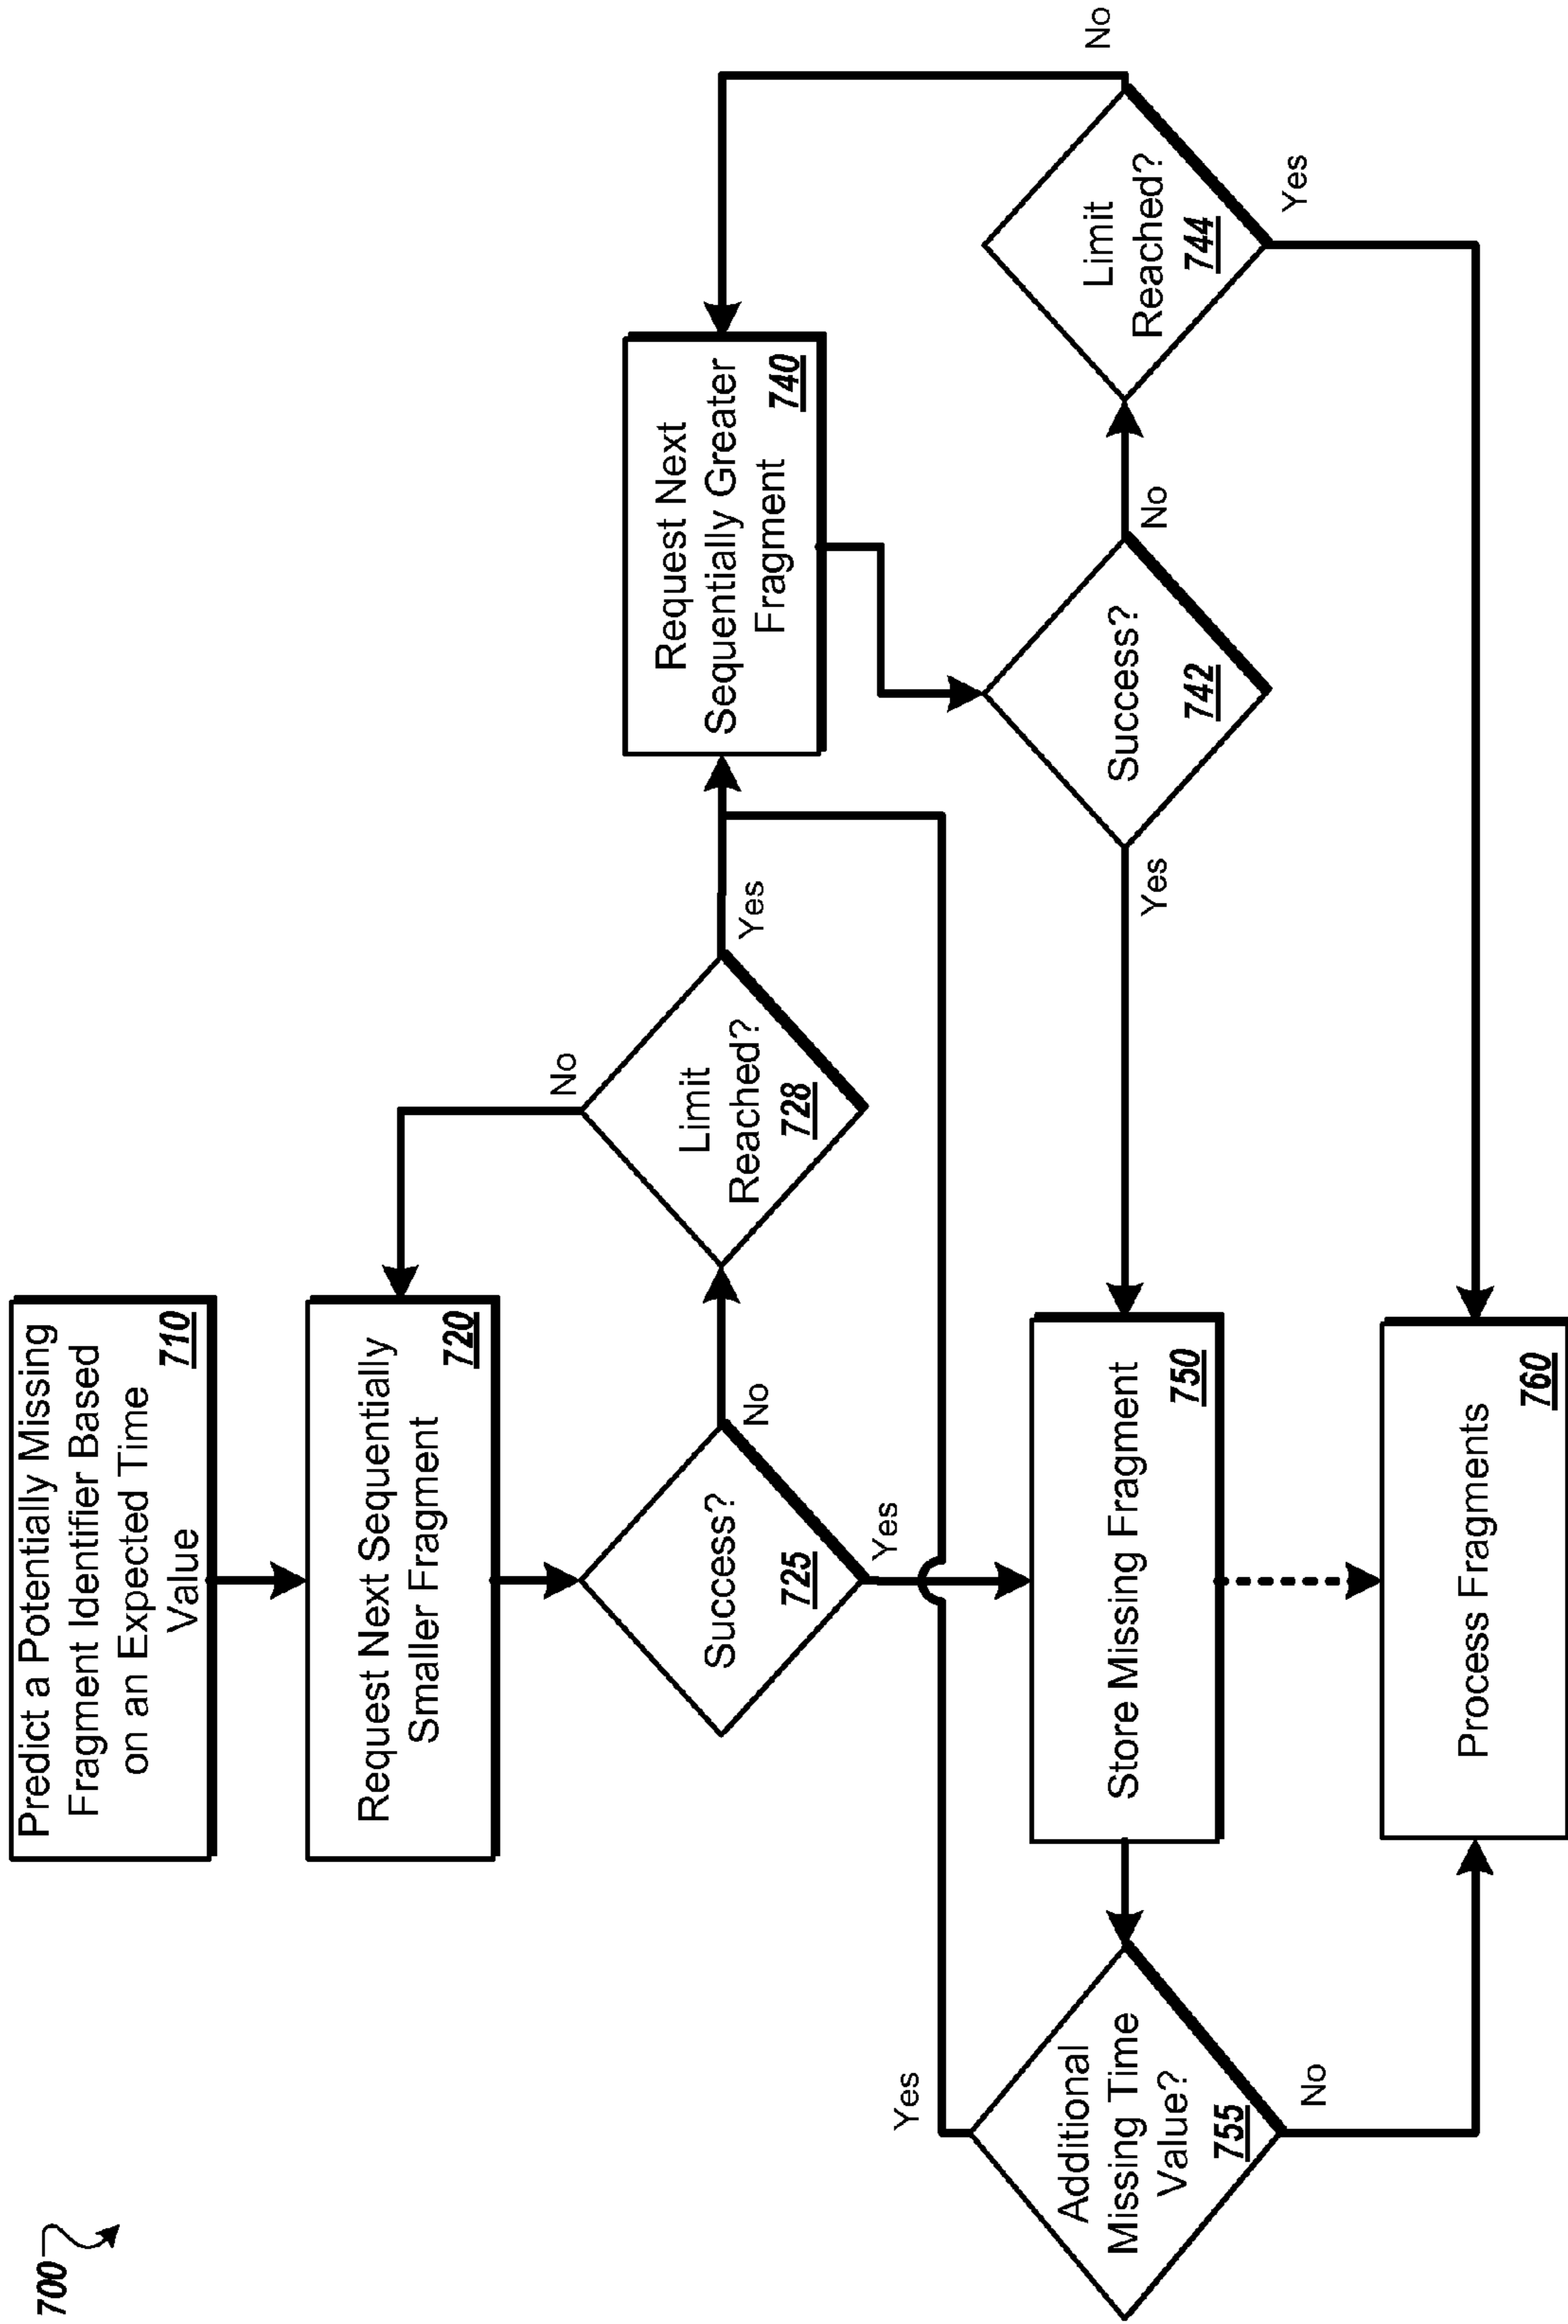 700
Predict a Potentially Missing
Fragment Identifier Based
on an Expected Time
Value
710
Request Next Sequentially
Smaller Fragment
720
Success?
725
No
Yes
Limit
Reached?
728
No
Yes
Request Next
Sequentially Greater
Fragment
740
Success?
742
Yes
No
Limit
Reached?
744
No
Yes
Store Missing Fragment
750
Additional
Missing Time
Value?
755
Yes
No
Process Fragments
760